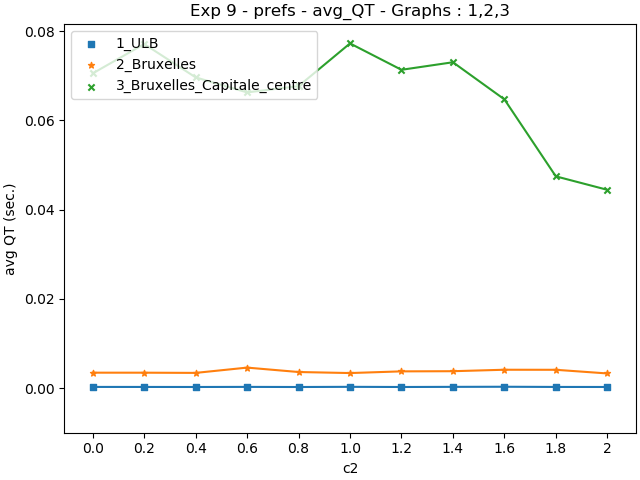 Exp 9 - prefs - avg_QT - Graphs : 1,2,3
1_ULB
2_Bruxelles
3_Bruxelles_Capitale_centre
avg QT (sec.)
0.08
0.06
0.04
0.02
0.00
0.0 0.2 0.4 0.6 0.8 1.0 1.2 1.4 1.6 1.8 2
c2